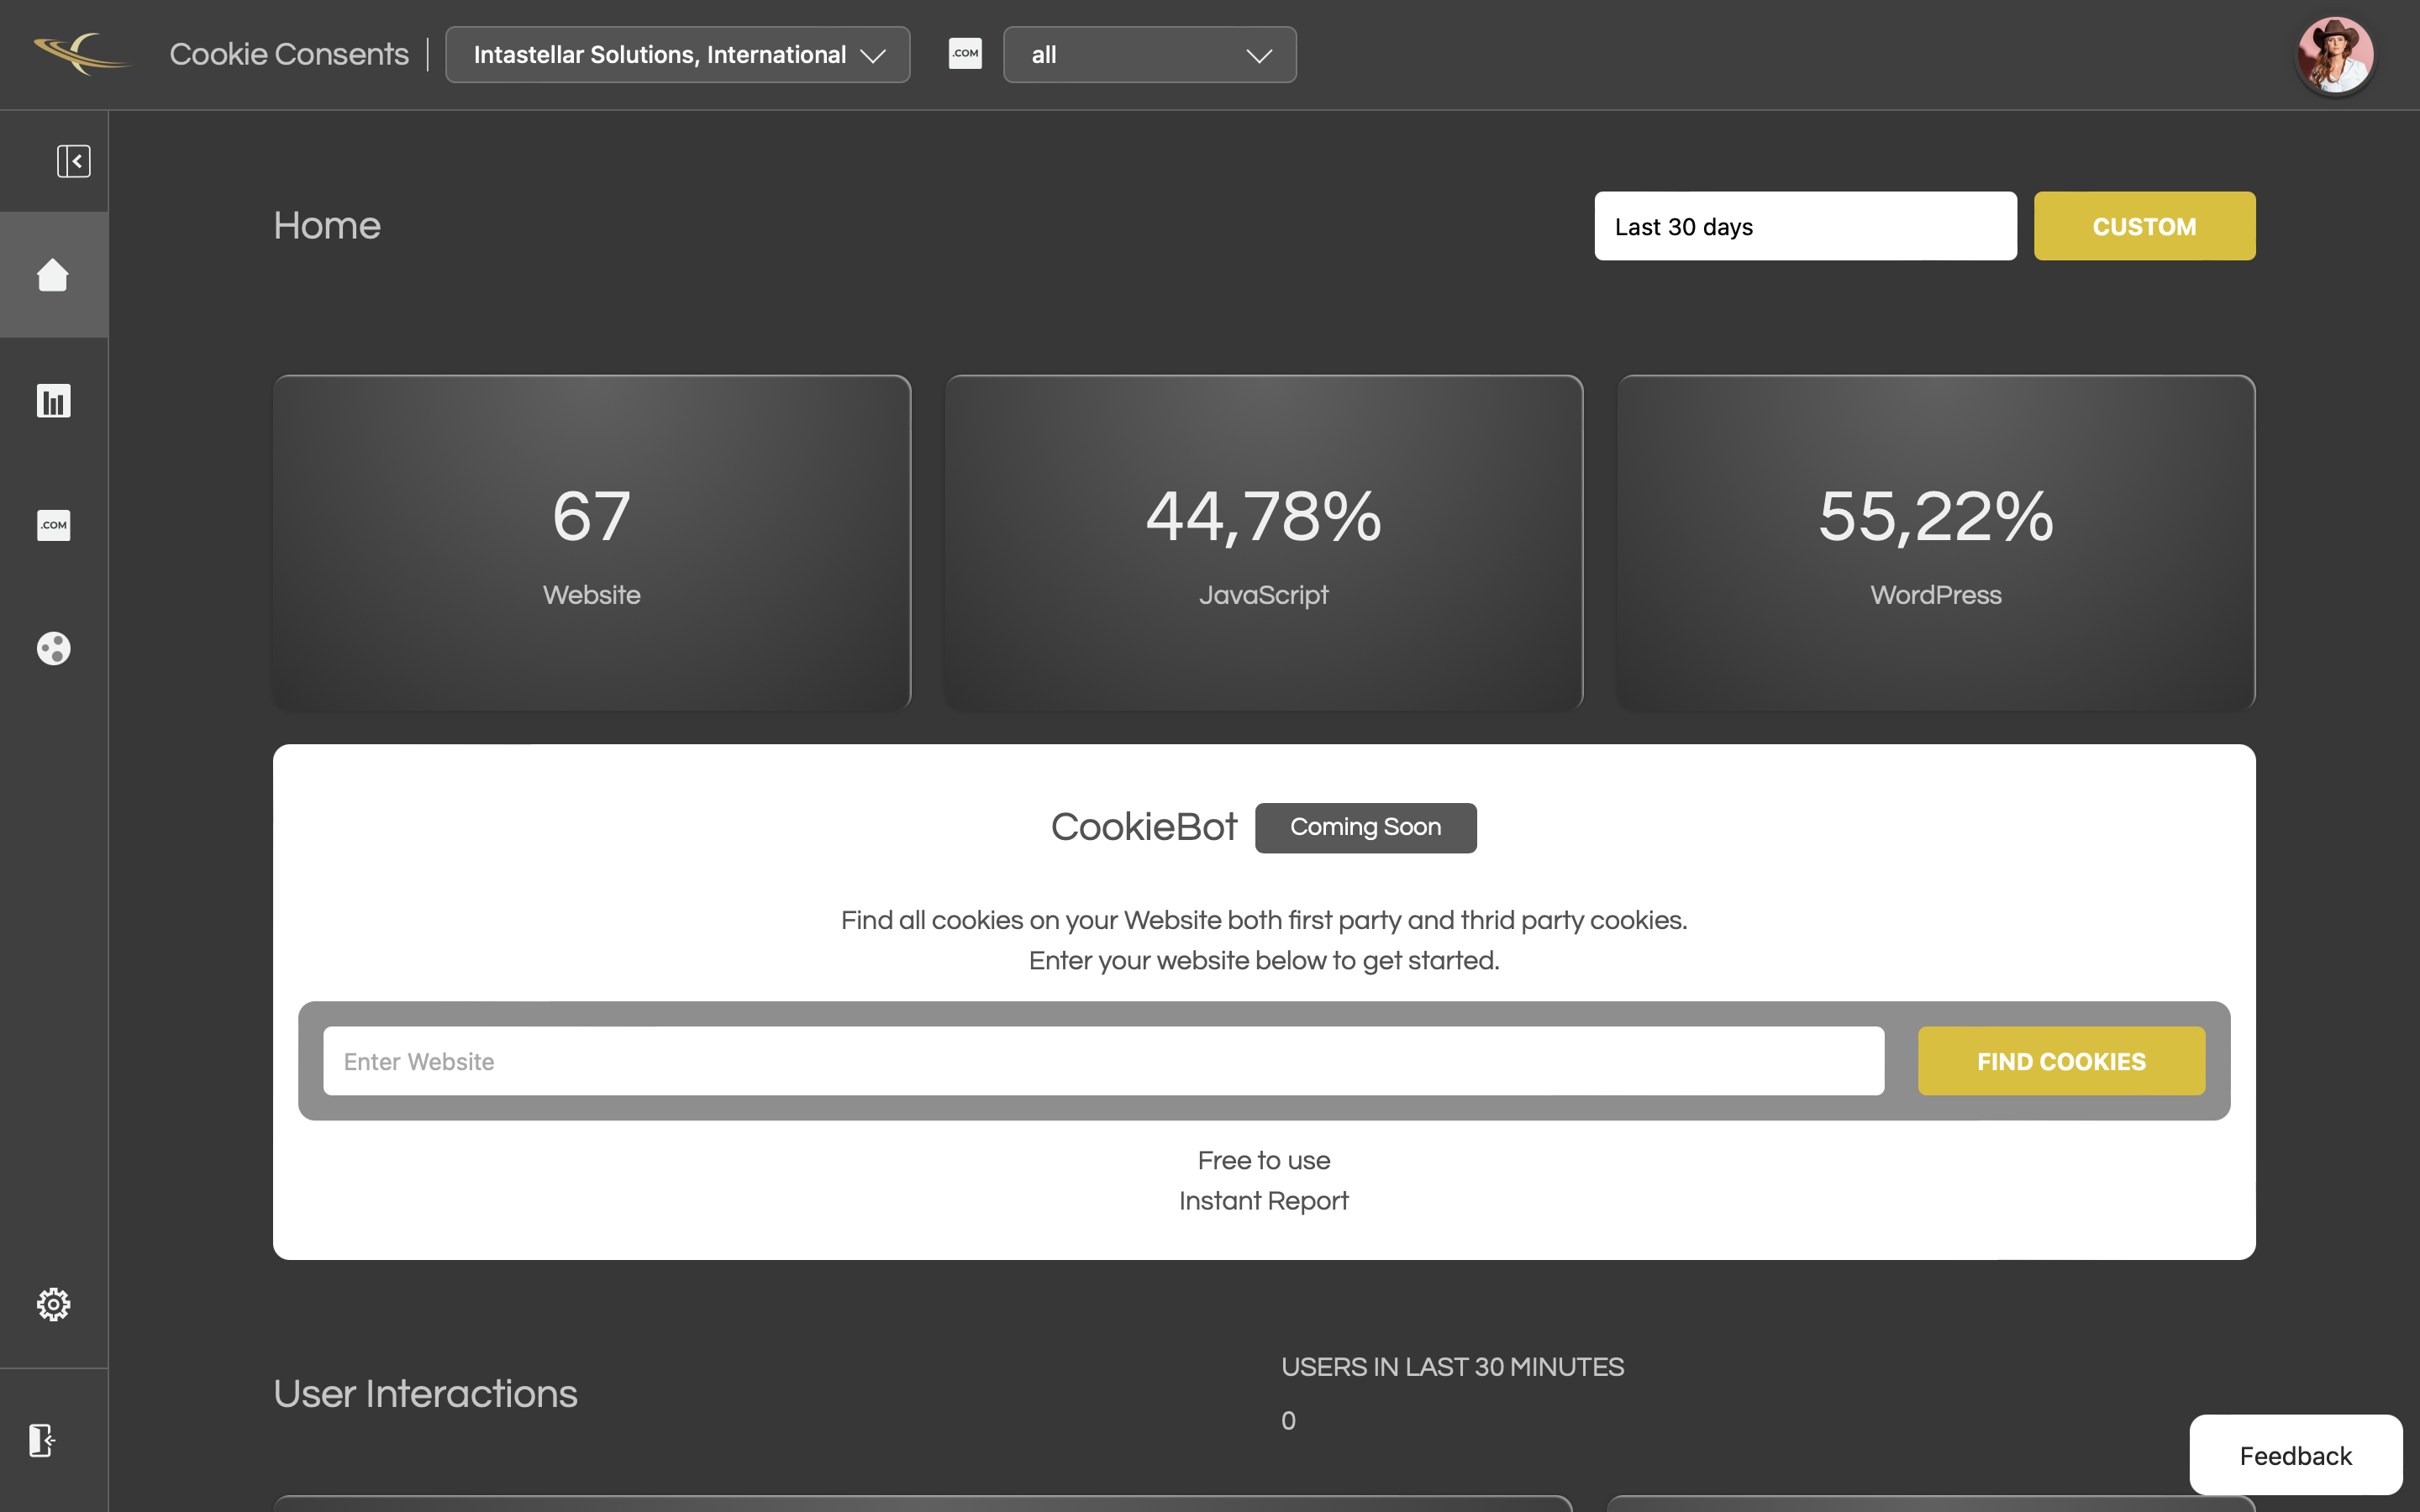 Cookie Consents
Intastellar Solutions, International
.COM
all
Home
Last 30 days
CUSTOM
67
Website
44,78%
JavaScript
55,22%
WordPress
.COM
CookieBot
Coming Soon
Find all cookies on your Website both first party and thrid party cookies.
Enter your website below to get started.
Enter Website
FIND COOKIES
Free to use
Instant Report
User Interactions
USERS IN LAST 30 MINUTES
0
Feedback